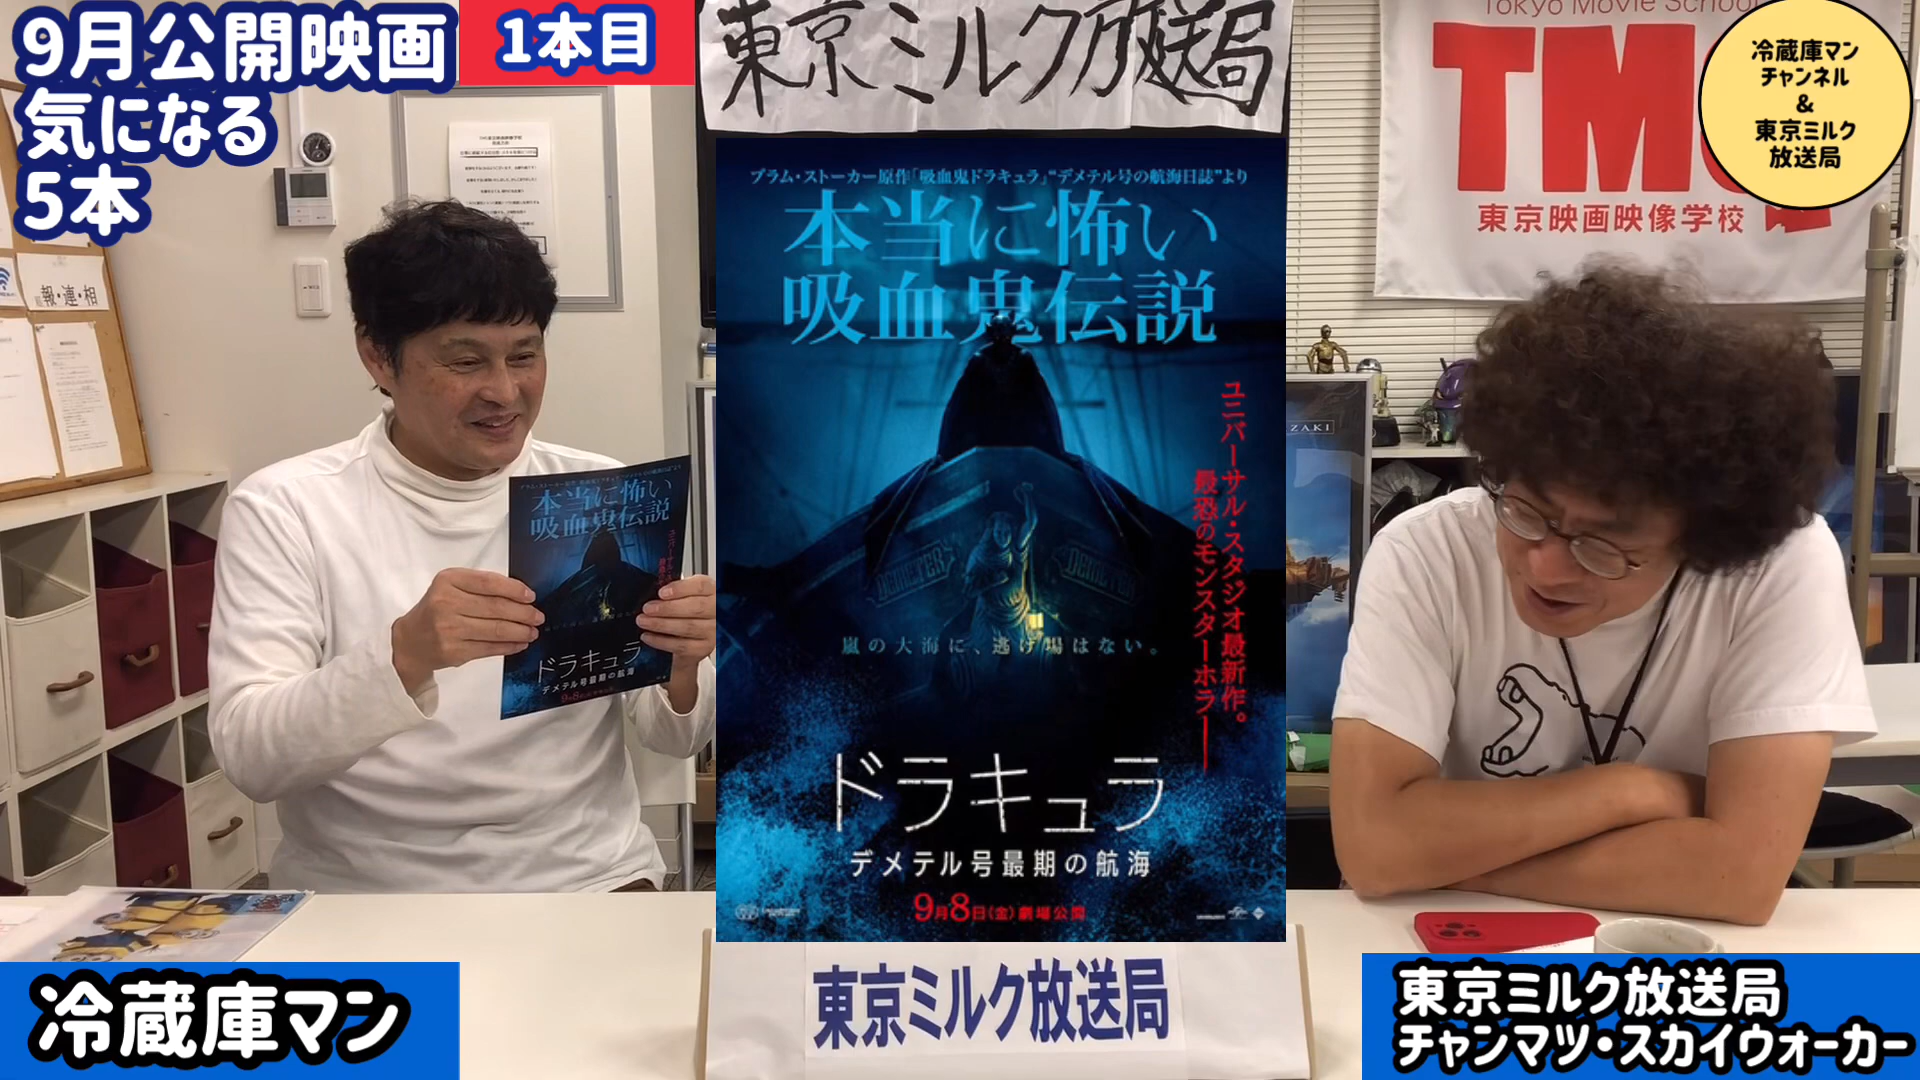 9月公開映画
気になる
5本
1本目
東京ミルク放送局
Tokyo Movie School
TMS
東京映画映像学校
冷蔵庫マン
チャンネル
&
東京ミルク
放送局
報・連・相
ZAKI
ブラム・ストーカー原作「吸血鬼ドラキュラ」"デメテル号の航海日誌"より
本当に怖い
吸血鬼伝説
ユニバーサル・スタジオ最新作。
最恐のモンスターホラー
DEMETER
DEMETER
嵐の大海に、逃げ場はない。
ドラキュラ
デメテル号最期の航海
9月8日(金)劇場公開
本当に怖い
吸血鬼伝説
ドラキュラ
デメテル号最期の航海
冷蔵庫マン
東京ミルク放送局
東京ミルク放送局
チャンマツ・スカイウォーカー